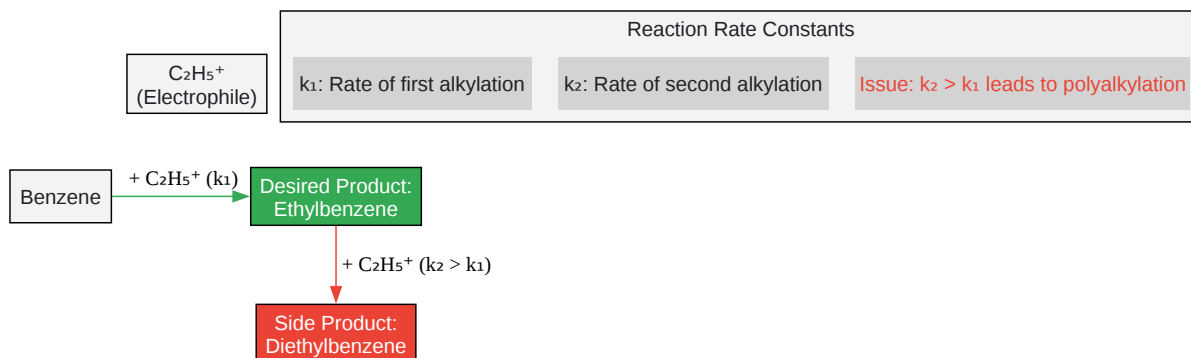 Reaction Rate Constants
C₂H₅⁺
(Electrophile)
k₁: Rate of first alkylation
k₂: Rate of second alkylation
Issue: k₂ > k₁ leads to polyalkylation
Benzene
+ C₂H₅⁺ (k₁)
Desired Product:
Ethylbenzene
+ C₂H₅⁺ (k₂ > k₁)
Side Product:
Diethylbenzene